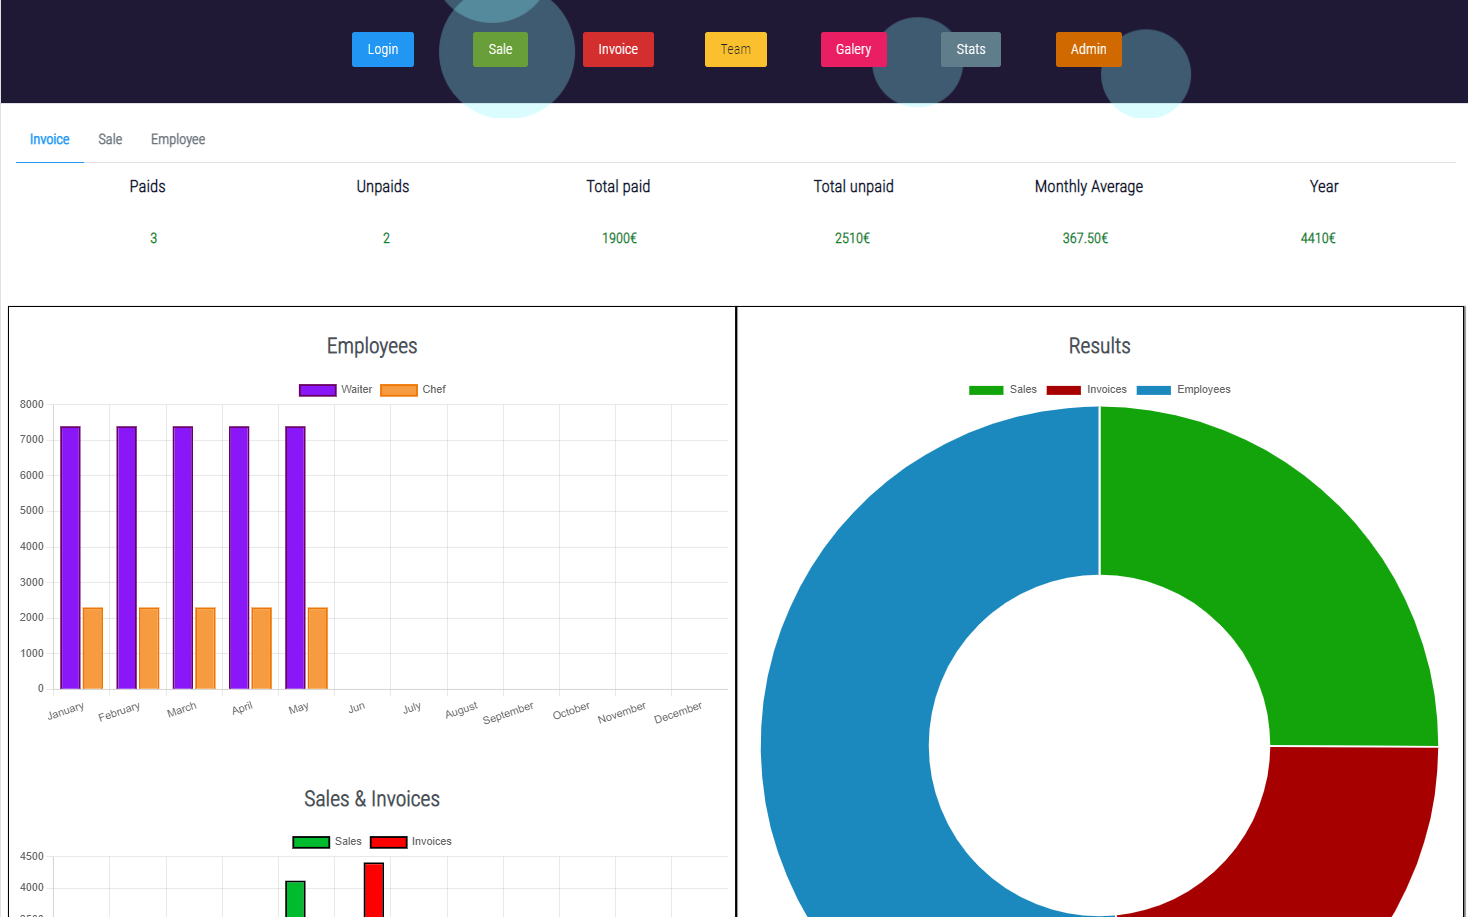 Login Sale Invoice Team Galery Stats Admin
Invoice Sale Employee
Paids Unpaids Total paid Total unpaid Monthly Average Year
3 2 1900€ 2510€ 367.50€ 4410€
Employees
Waiter Chef
8000
7000
6000
5000
4000
3000
2000
1000
0
January February March April May Jun July August September October November December
Sales & Invoices
Sales Invoices
4500
4000
Results
Sales Invoices Employees